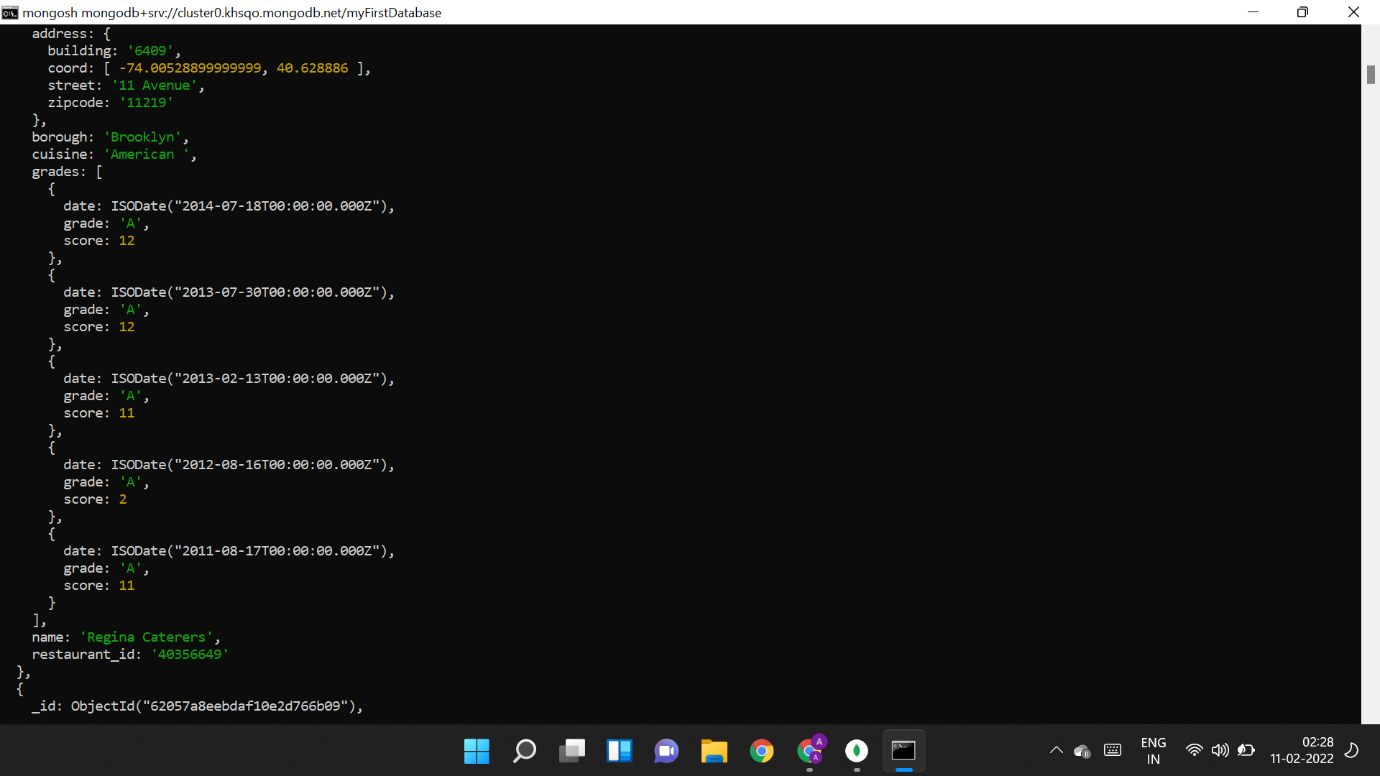 mongosh mongodb+srv://cluster0.khsqo.mongodb.net/myFirstDatabase
address: {
building: '6409',
coord: [ -74.00528899999999, 40.628886 ],
street: '11 Avenue',
zipcode: '11219'
},
borough: 'Brooklyn',
cuisine: 'American ',
grades: [
{
date: ISODate("2014-07-18T00:00:00.000Z"),
grade: 'A',
score: 12
},
{
date: ISODate("2013-07-30T00:00:00.000Z"),
grade: 'A',
score: 12
},
{
date: ISODate("2013-02-13T00:00:00.000Z"),
grade: 'A',
score: 11
},
{
date: ISODate("2012-08-16T00:00:00.000Z"),
grade: 'A',
score: 2
},
{
date: ISODate("2011-08-17T00:00:00.000Z"),
grade: 'A',
score: 11
}
],
name: 'Regina Caterers',
restaurant_id: '40356649'
},
{
_id: ObjectId("62057a8eebdaf10e2d766b09"),
ENG 02:28
IN 11-02-2022